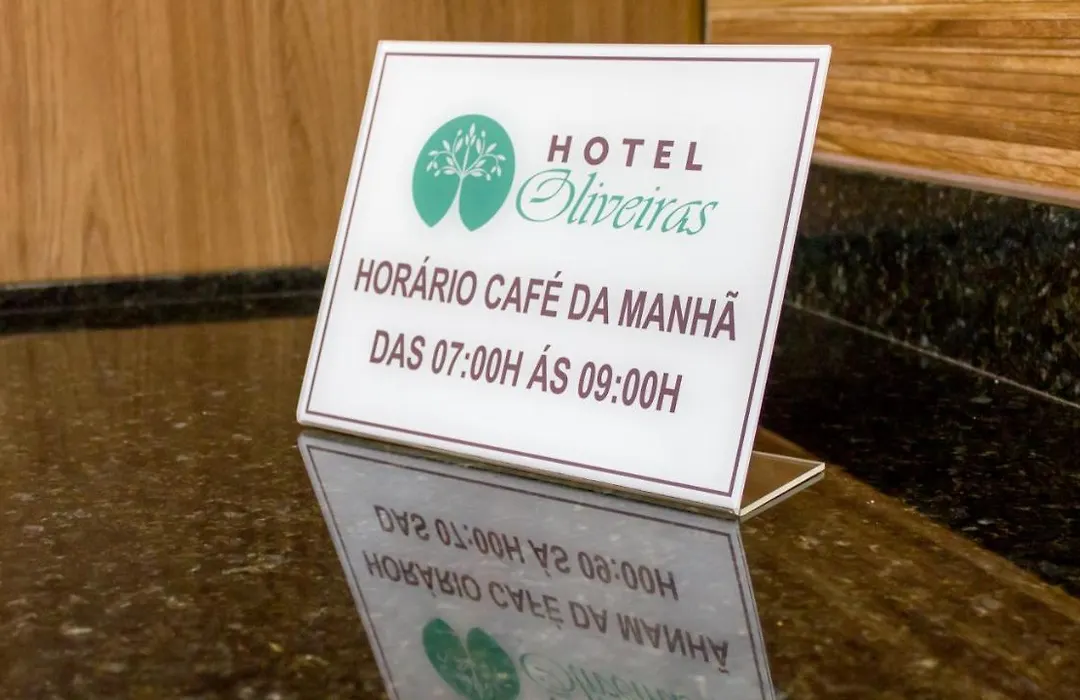 HOTEL
Oliveiras
HORÁRIO CAFÉ DA MANHÃ
DAS 07:00H ÁS 09:00H